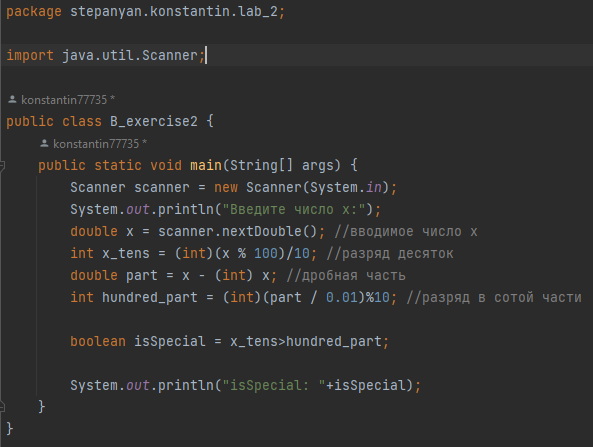 package stepanyan.konstantin.lab_2;
import java.util.Scanner;
konstantin77735 *
public class B_exercise2 {
konstantin77735 *
public static void main(String[] args) {
Scanner scanner = new Scanner(System.in);
System.out.println("Введите число x:");
double x = scanner.nextDouble(); //вводимое число x
int x_tens = (int)(x % 100)/10; //разряд десяток
double part = x - (int) x; //дробная часть
int hundred_part = (int)(part / 0.01)%10; //разряд в сотой части
boolean isSpecial = x_tens>hundred_part;
System.out.println("isSpecial: "+isSpecial);
}
}